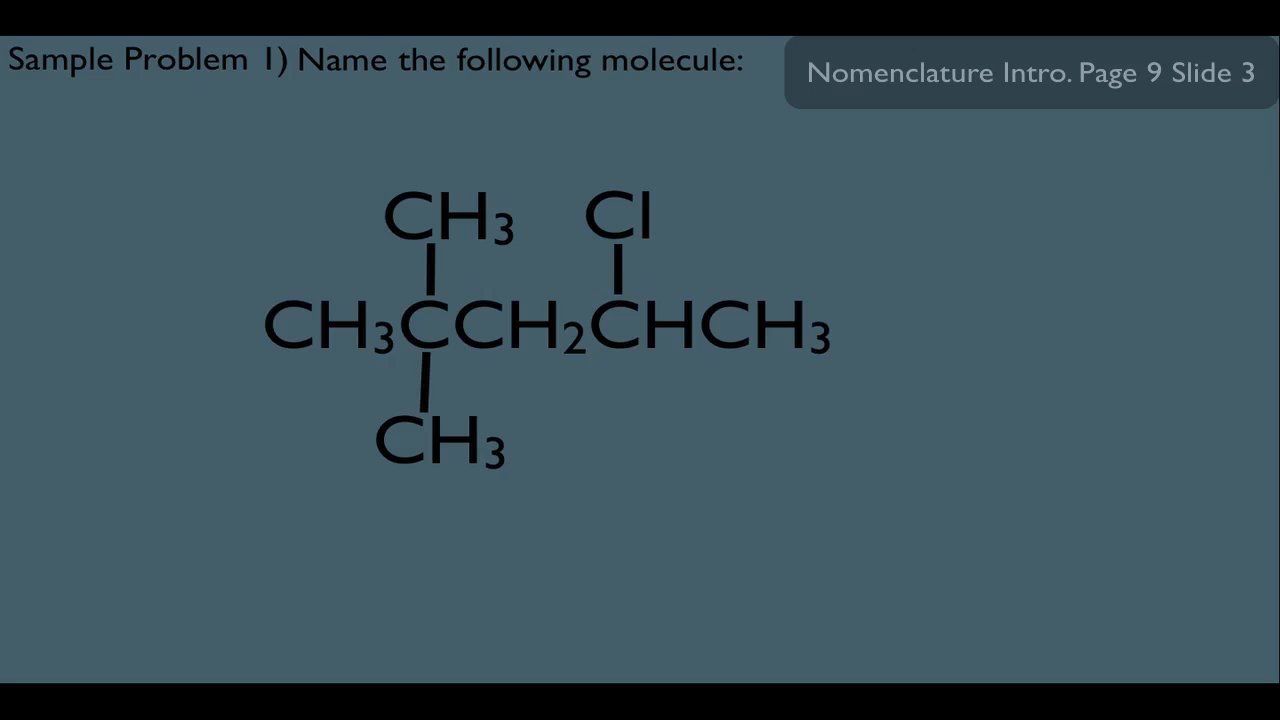 Sample Problem 1) Name the following molecule:
Nomenclature Intro. Page 9 Slide 3
CH₃ Cl
CH₃CCH₂CHCH₃
CH₃